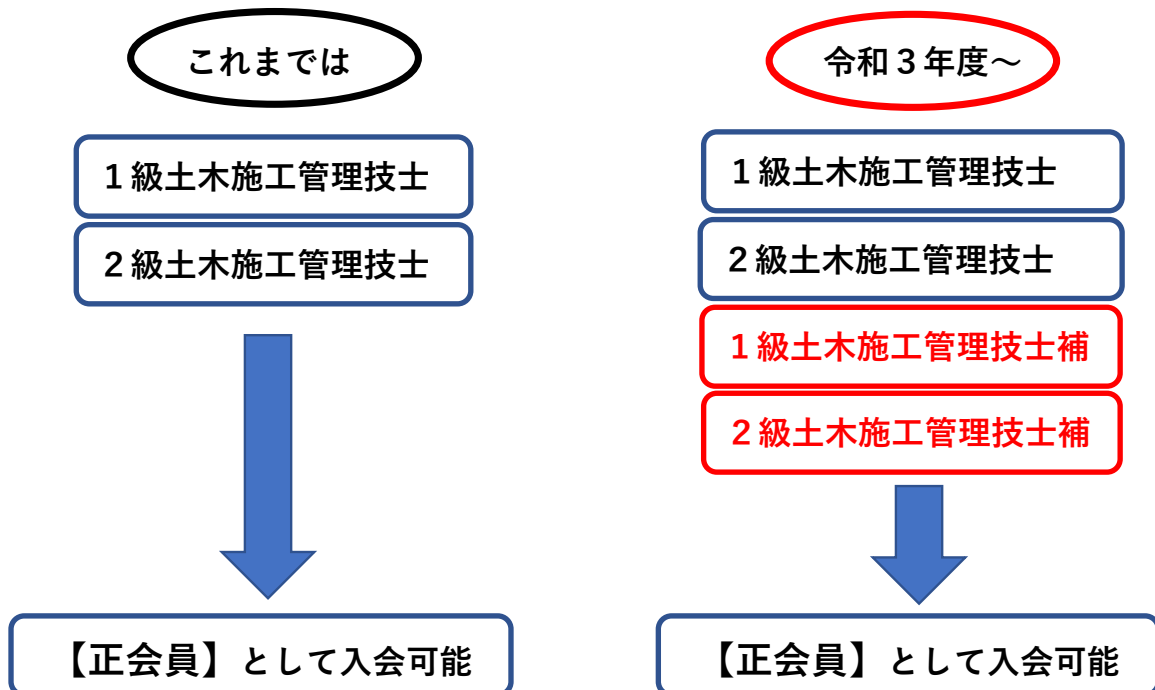 これまでは
1級土木施工管理技士
2級土木施工管理技士
【正会員】として入会可能
令和3年度～
1級土木施工管理技士
2級土木施工管理技士
1級土木施工管理技士補
2級土木施工管理技士補
【正会員】として入会可能